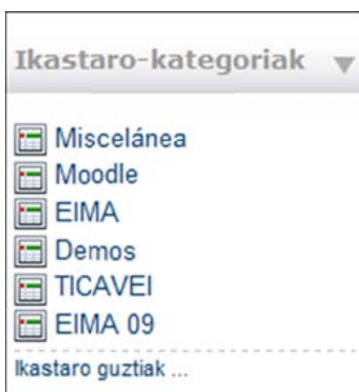 Ikastaro-kategoriak
Miscelánea
Moodle
EIMA
Demos
TICAVEI
EIMA 09
Ikastaro guztiak ...